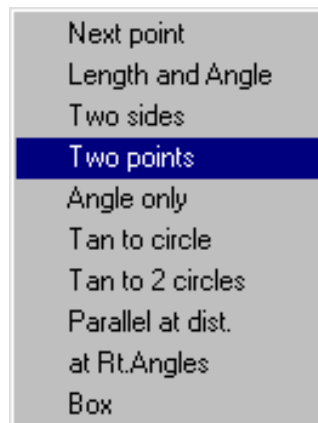 Next point
Length and Angle
Two sides
Two points
Angle only
Tan to circle
Tan to 2 circles
Parallel at dist.
at Rt.Angles
Box